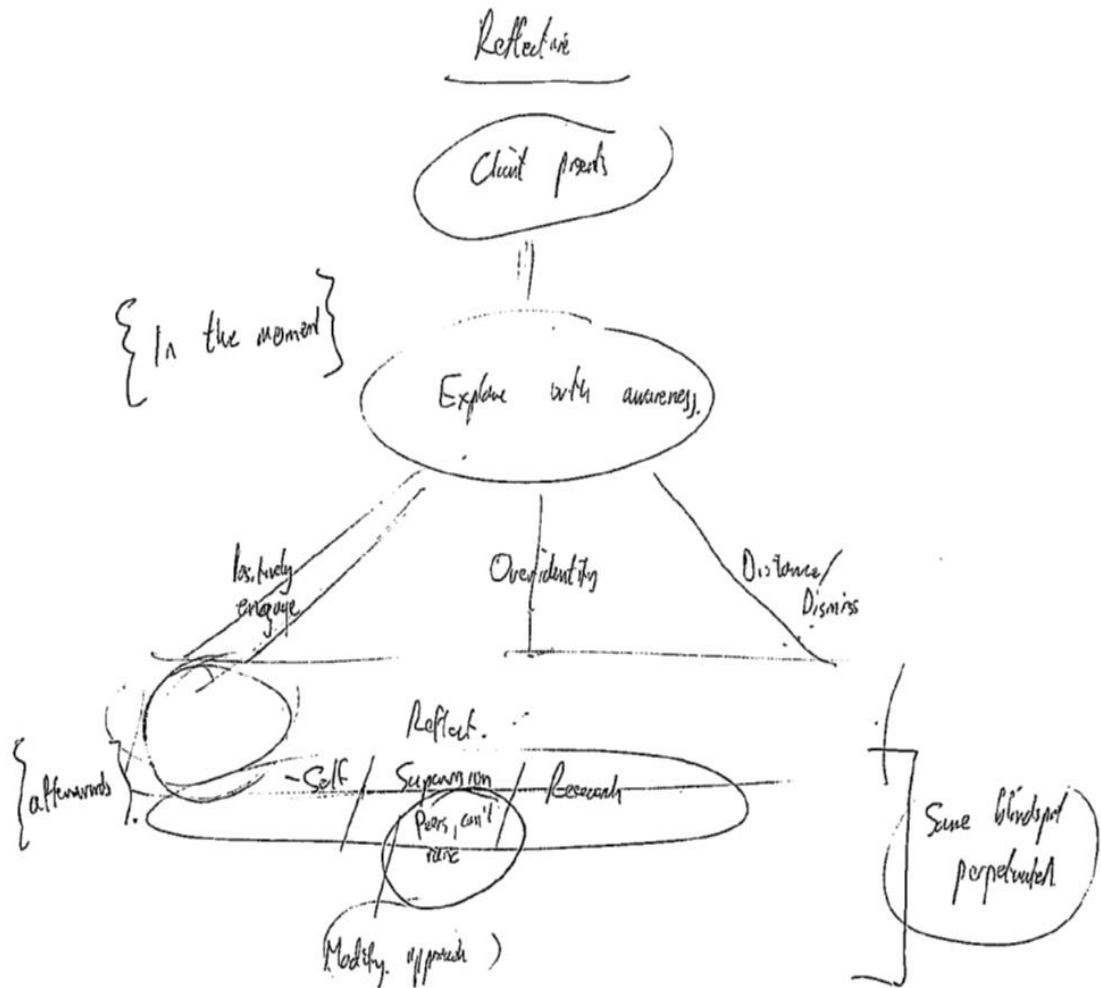 Reflective
Client presents
{In the moment}
Explore with awareness.
Positively
engage
Overidentify
Distance/
Dismiss
Reflect.
{afterwards}.
-Self / Supervision / Research
Peers, can't
Same blindspot
perpetuated
Modify approach